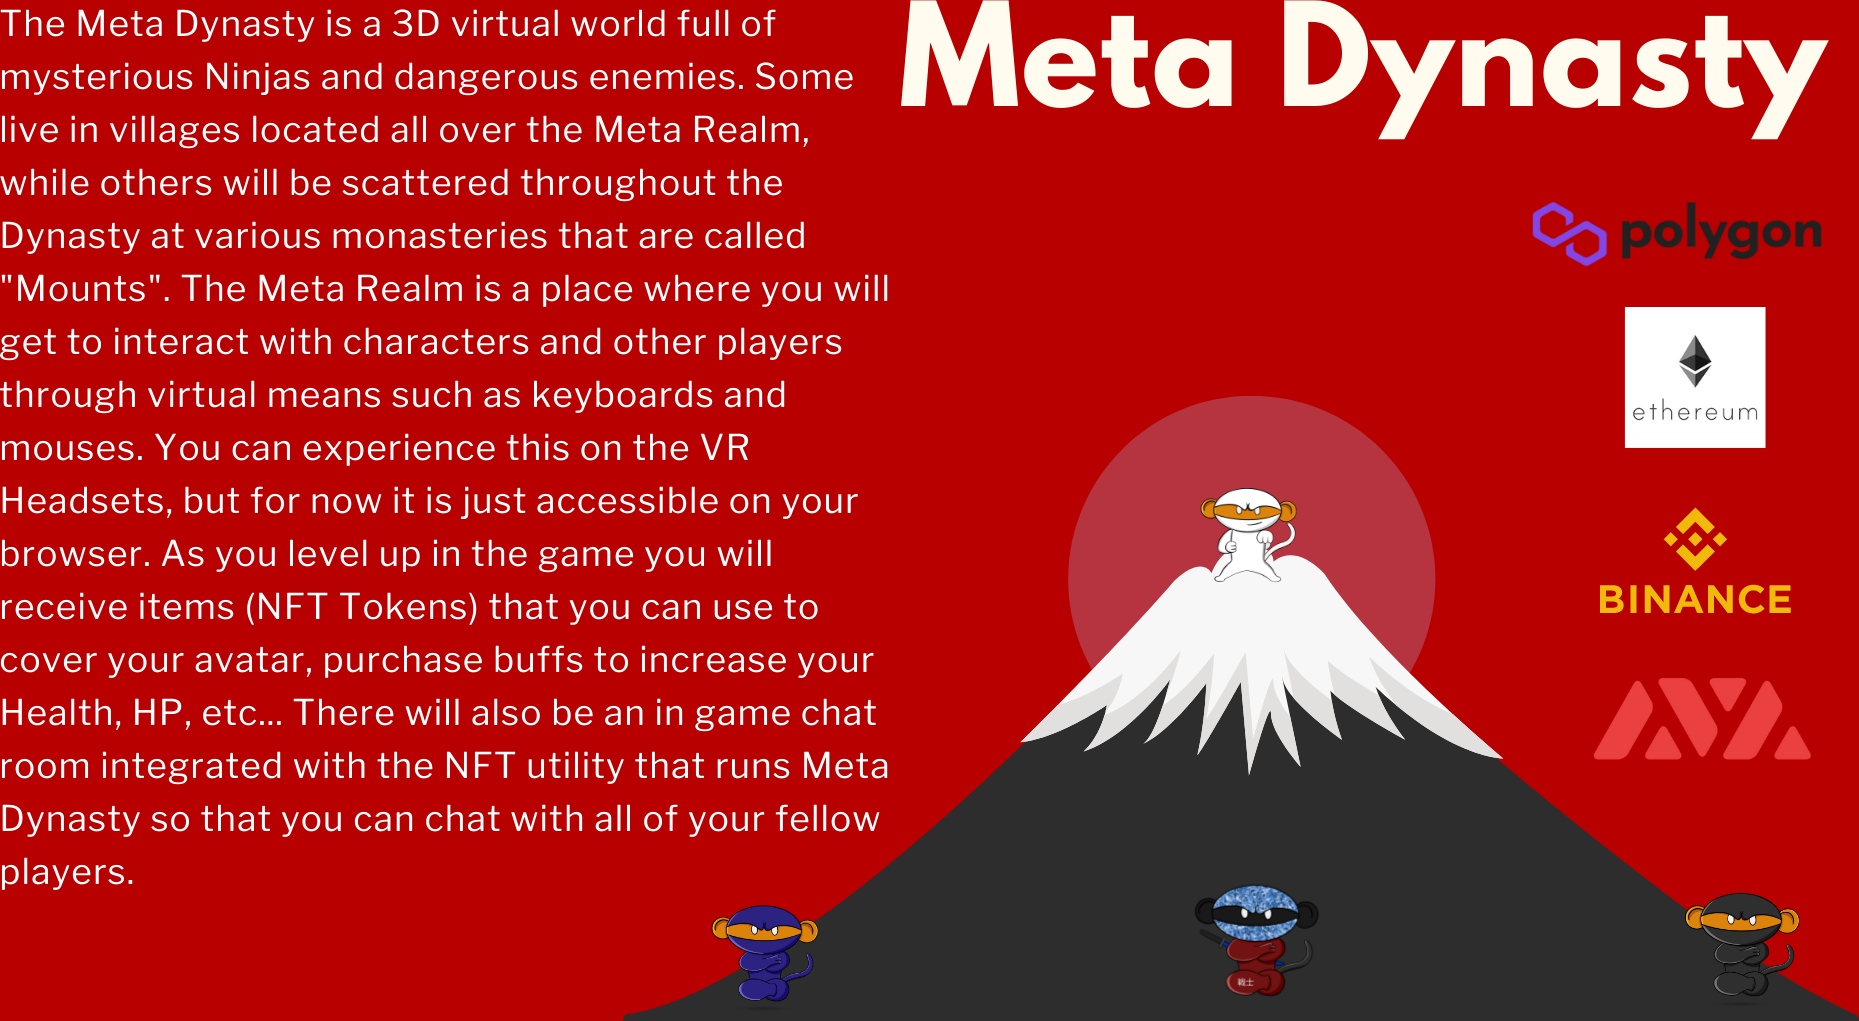 The Meta Dynasty is a 3D virtual world full of
mysterious Ninjas and dangerous enemies. Some
live in villages located all over the Meta Realm,
while others will be scattered throughout the
Dynasty at various monasteries that are called
"Mounts". The Meta Realm is a place where you will
get to interact with characters and other players
through virtual means such as keyboards and
mouses. You can experience this on the VR
Headsets, but for now it is just accessible on your
browser. As you level up in the game you will
receive items (NFT Tokens) that you can use to
cover your avatar, purchase buffs to increase your
Health, HP, etc... There will also be an in game chat
room integrated with the NFT utility that runs Meta
Dynasty so that you can chat with all of your fellow
players.
Meta Dynasty
polygon
ethereum
BINANCE
AVA
戦士